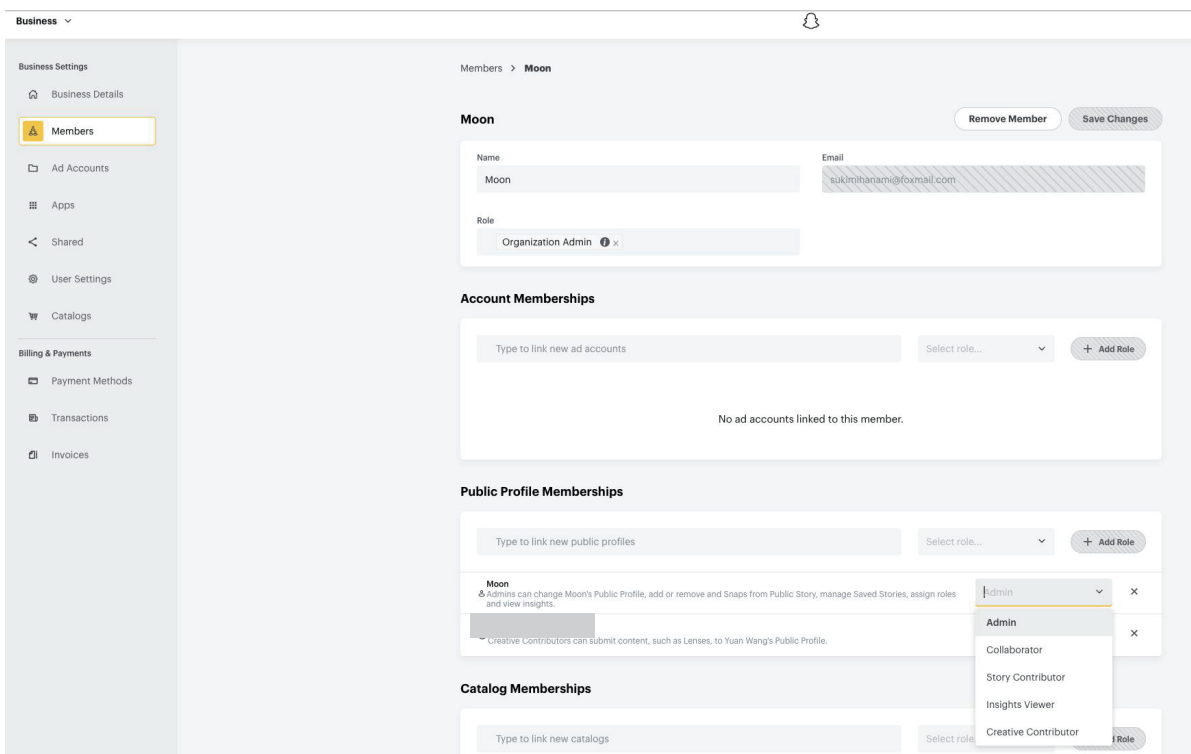 Business
Business Settings
Business Details
Members
Ad Accounts
Apps
Shared
User Settings
Catalogs
Billing & Payments
Payment Methods
Transactions
Invoices
Members > Moon
Moon
Remove Member
Save Changes
Name
Email
Moon
sukimihanami@foxmail.com
Role
Organization Admin
Account Memberships
Type to link new ad accounts
Select role...
+ Add Role
No ad accounts linked to this member.
Public Profile Memberships
Type to link new public profiles
Select role...
+ Add Role
Moon
Admins can change Moon's Public Profile, add or remove and Snaps from Public Story, manage Saved Stories, assign roles
and view insights.
Admin
Creative Contributors can submit content, such as Lenses, to Yuan Wang's Public Profile.
Admin
Collaborator
Story Contributor
Insights Viewer
Creative Contributor
Catalog Memberships
Type to link new catalogs
Select role
Role